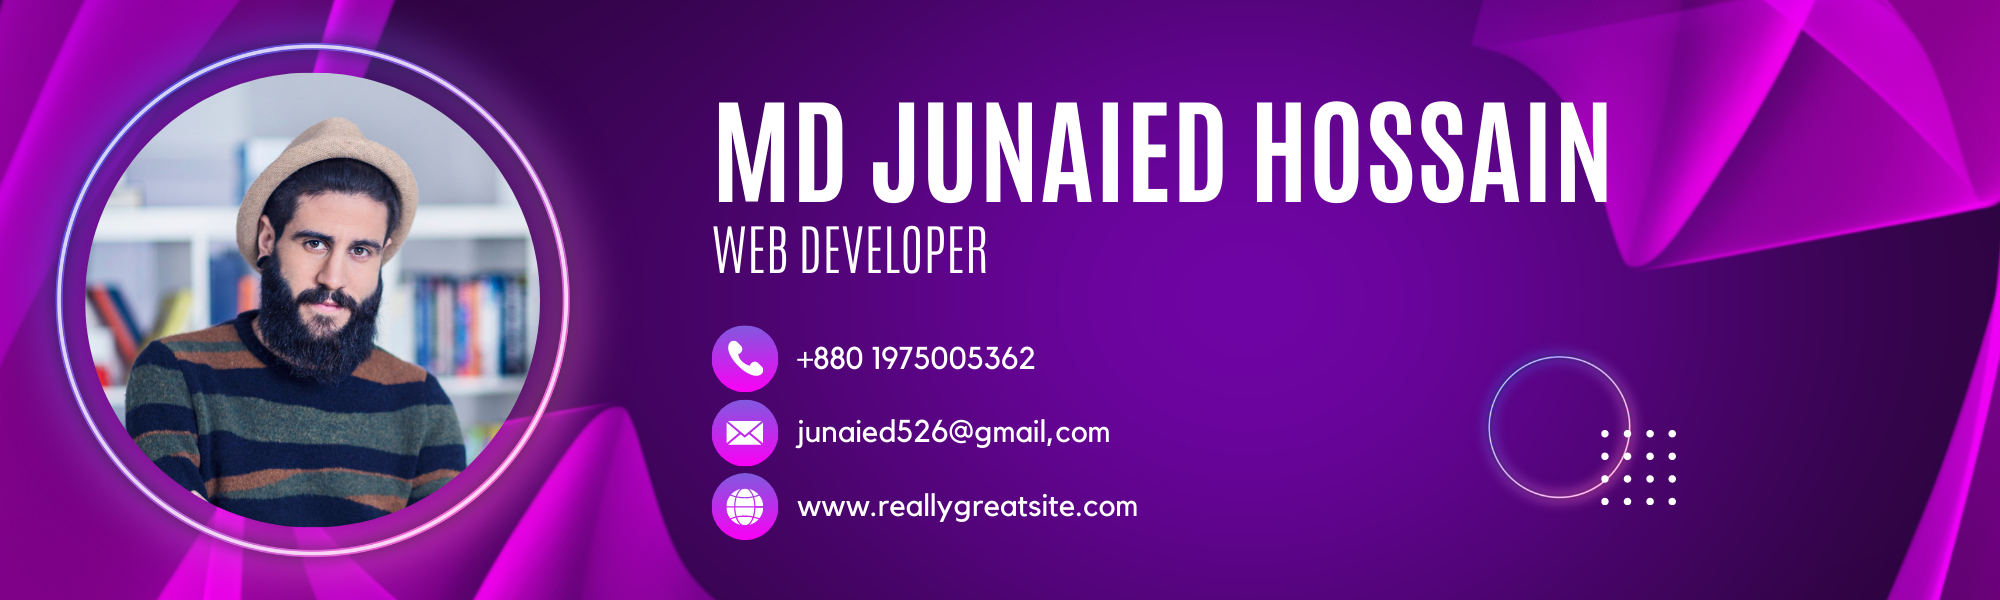 MD JUNAIED HOSSAIN
WEB DEVELOPER
+880 1975005362
junaied526@gmail,com
www.reallygreatsite.com